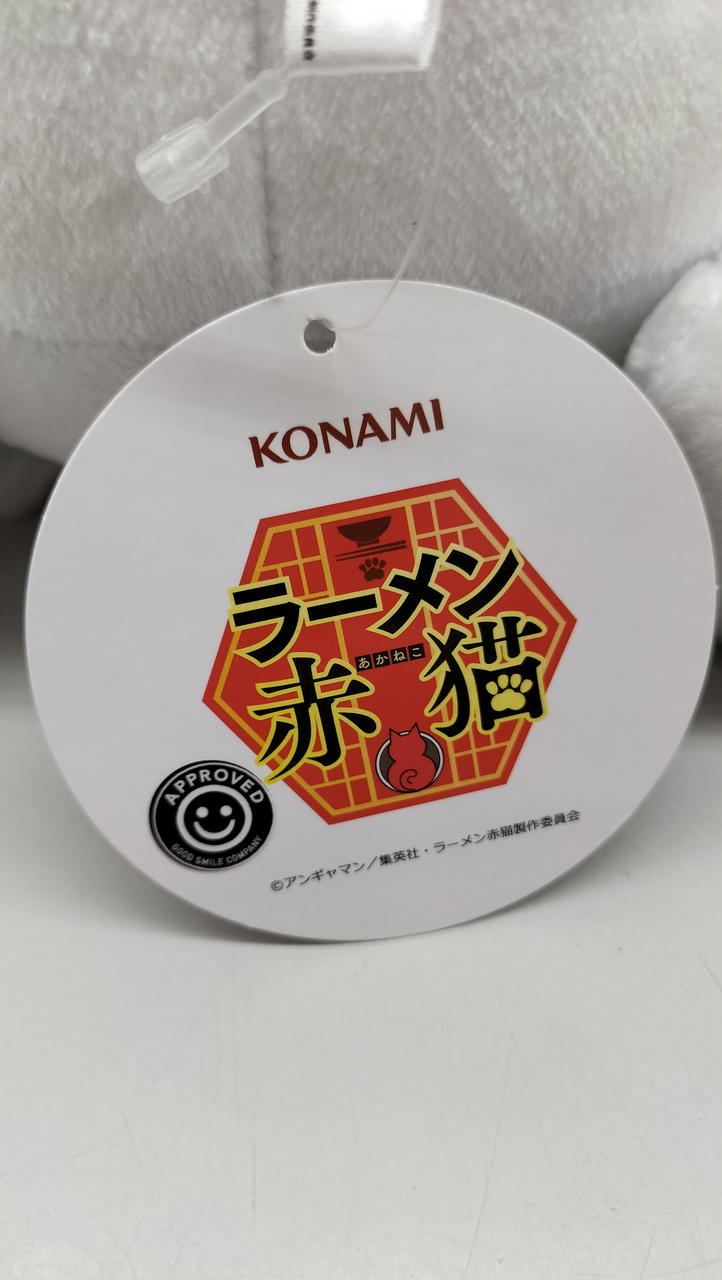 KONAMI
ラーメン
あかねこ
赤猫
APPROVED
GOOD SMILE COMPANY
©アンギャマン/集英社・ラーメン赤猫製作委員会